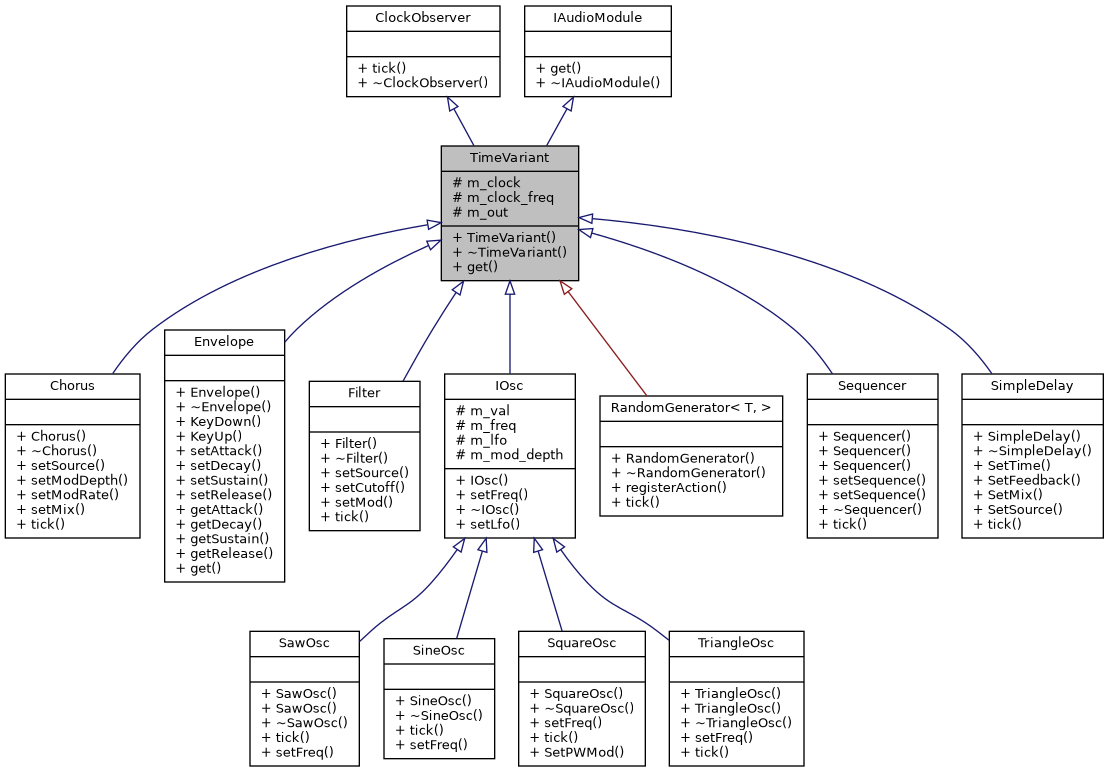 ClockObserver
+ tick()
+ ~ClockObserver()
IAudioModule
+ get()
+ ~IAudioModule()
TimeVariant
# m_clock
# m_clock_freq
# m_out
+ TimeVariant()
+ ~TimeVariant()
+ get()
Chorus
+ Chorus()
+ ~Chorus()
+ setSource()
+ setModDepth()
+ setModRate()
+ setMix()
+ tick()
Envelope
+ Envelope()
+ ~Envelope()
+ KeyDown()
+ KeyUp()
+ setAttack()
+ setDecay()
+ setSustain()
+ setRelease()
+ getAttack()
+ getDecay()
+ getSustain()
+ getRelease()
+ get()
Filter
+ Filter()
+ ~Filter()
+ setSource()
+ setCutoff()
+ setMod()
+ tick()
IOsc
# m_val
# m_freq
# m_lfo
# m_mod_depth
+ IOsc()
+ setFreq()
+ ~IOsc()
+ setLfo()
RandomGenerator< T, >
+ RandomGenerator()
+ ~RandomGenerator()
+ registerAction()
+ tick()
Sequencer
+ Sequencer()
+ Sequencer()
+ Sequencer()
+ setSequence()
+ setSequence()
+ ~Sequencer()
+ tick()
SimpleDelay
+ SimpleDelay()
+ ~SimpleDelay()
+ SetTime()
+ SetFeedback()
+ SetMix()
+ SetSource()
+ tick()
SawOsc
+ SawOsc()
+ SawOsc()
+ ~SawOsc()
+ tick()
+ setFreq()
SineOsc
+ SineOsc()
+ ~SineOsc()
+ tick()
+ setFreq()
SquareOsc
+ SquareOsc()
+ ~SquareOsc()
+ setFreq()
+ tick()
+ SetPWMod()
TriangleOsc
+ TriangleOsc()
+ TriangleOsc()
+ ~TriangleOsc()
+ setFreq()
+ tick()